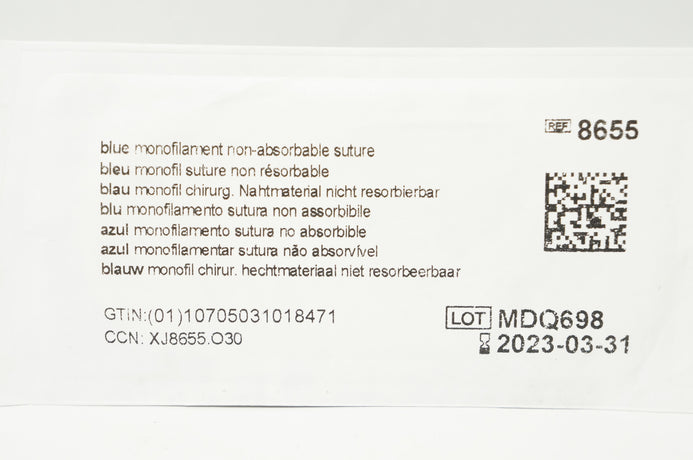 REF 8655
blue monofilament non-absorbable suture
bleu monofil suture non résorbable
blau monofil chirurg. Nahtmaterial nicht resorbierbar
blu monofilamento sutura non assorbibile
azul monofilamento sutura no absorbible
azul monofilamentar sutura não absorvível
blauw monofil chirur. hechtmateriaal niet resorbeerbaar
GTIN:(01)10705031018471
CCN: XJ8655.O30
LOT MDQ698
2023-03-31